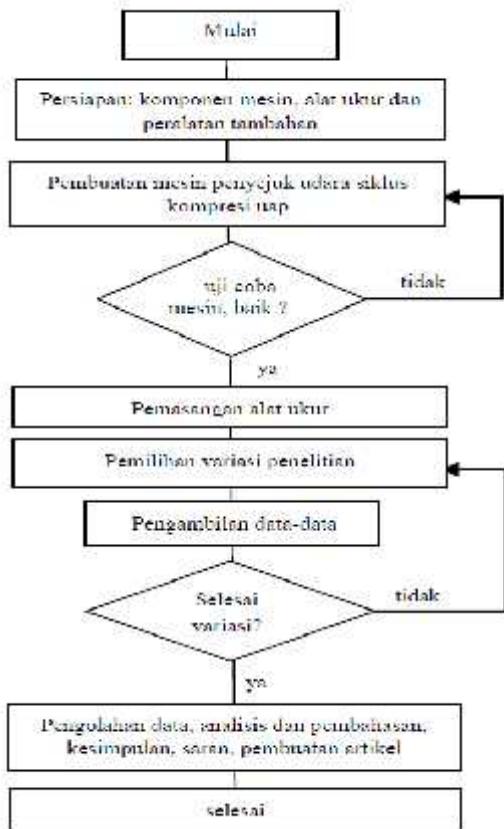 Mulai
Persiapan: komponen mesin, alat ukur dan
peralatan tambahan
Pembuatan mesin penyejuk udara siklus
kompresi uap
uji coba
mesin, baik ?
tidak
ya
Pemasangan alat ukur
Pemilihan variasi penelitian
Pengambilan data-data
Selesai
variasi?
tidak
ya
Pengolahan data, analisis dan pembahasan,
kesimpulan, saran, pembuatan artikel
selesai